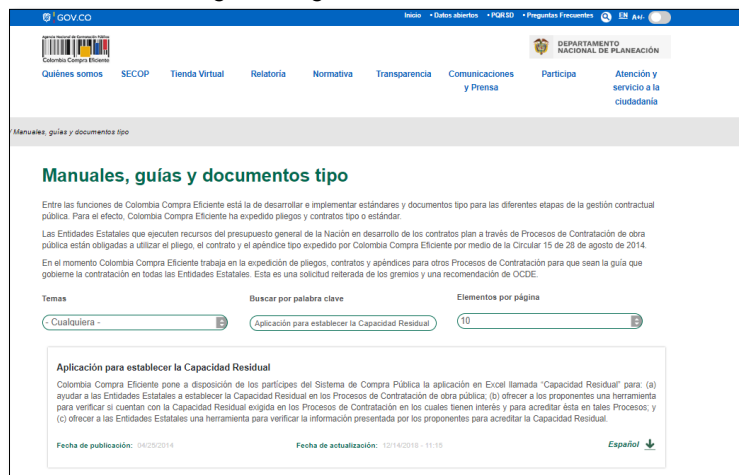 GOV.CO
Inicio • Datos abiertos • PQRSD • Preguntas Frecuentes EN A+/-
Agencia Nacional de Contratación Pública
Colombia Compra Eficiente
DEPARTAMENTO
NACIONAL DE PLANEACIÓN
Quiénes somos SECOP Tienda Virtual Relatoría Normativa Transparencia Comunicaciones y Prensa Participa Atención y servicio a la ciudadanía
/ Manuales, guías y documentos tipo
Manuales, guías y documentos tipo
Entre las funciones de Colombia Compra Eficiente está la de desarrollar e implementar estándares y documentos tipo para las diferentes etapas de la gestión contractual
pública. Para el efecto, Colombia Compra Eficiente ha expedido pliegos y contratos tipo o estándar.
Las Entidades Estatales que ejecuten recursos del presupuesto general de la Nación en desarrollo de los contratos plan a través de Procesos de Contratación de obra
pública están obligadas a utilizar el pliego, el contrato y el apéndice tipo expedido por Colombia Compra Eficiente por medio de la Circular 15 de 28 de agosto de 2014.
En el momento Colombia Compra Eficiente trabaja en la expedición de pliegos, contratos y apéndices para otros Procesos de Contratación para que sean la guía que
gobierne la contratación en todas las Entidades Estatales. Esta es una solicitud reiterada de los gremios y una recomendación de OCDE.
Temas Buscar por palabra clave Elementos por página
- Cualquiera - Aplicación para establecer la Capacidad Residual 10
Aplicación para establecer la Capacidad Residual
Colombia Compra Eficiente pone a disposición de los partícipes del Sistema de Compra Pública la aplicación en Excel llamada "Capacidad Residual" para: (a)
ayudar a las Entidades Estatales a establecer la Capacidad Residual en los Procesos de Contratación de obra pública; (b) ofrecer a los proponentes una herramienta
para verificar si cuentan con la Capacidad Residual exigida en los Procesos de Contratación en los cuales tienen interés y para acreditar ésta en tales Procesos; y
(c) ofrecer a las Entidades Estatales una herramienta para verificar la información presentada por los proponentes para acreditar la Capacidad Residual.
Fecha de publicación: 04/25/2014 Fecha de actualización: 12/14/2018 - 11:15 Español